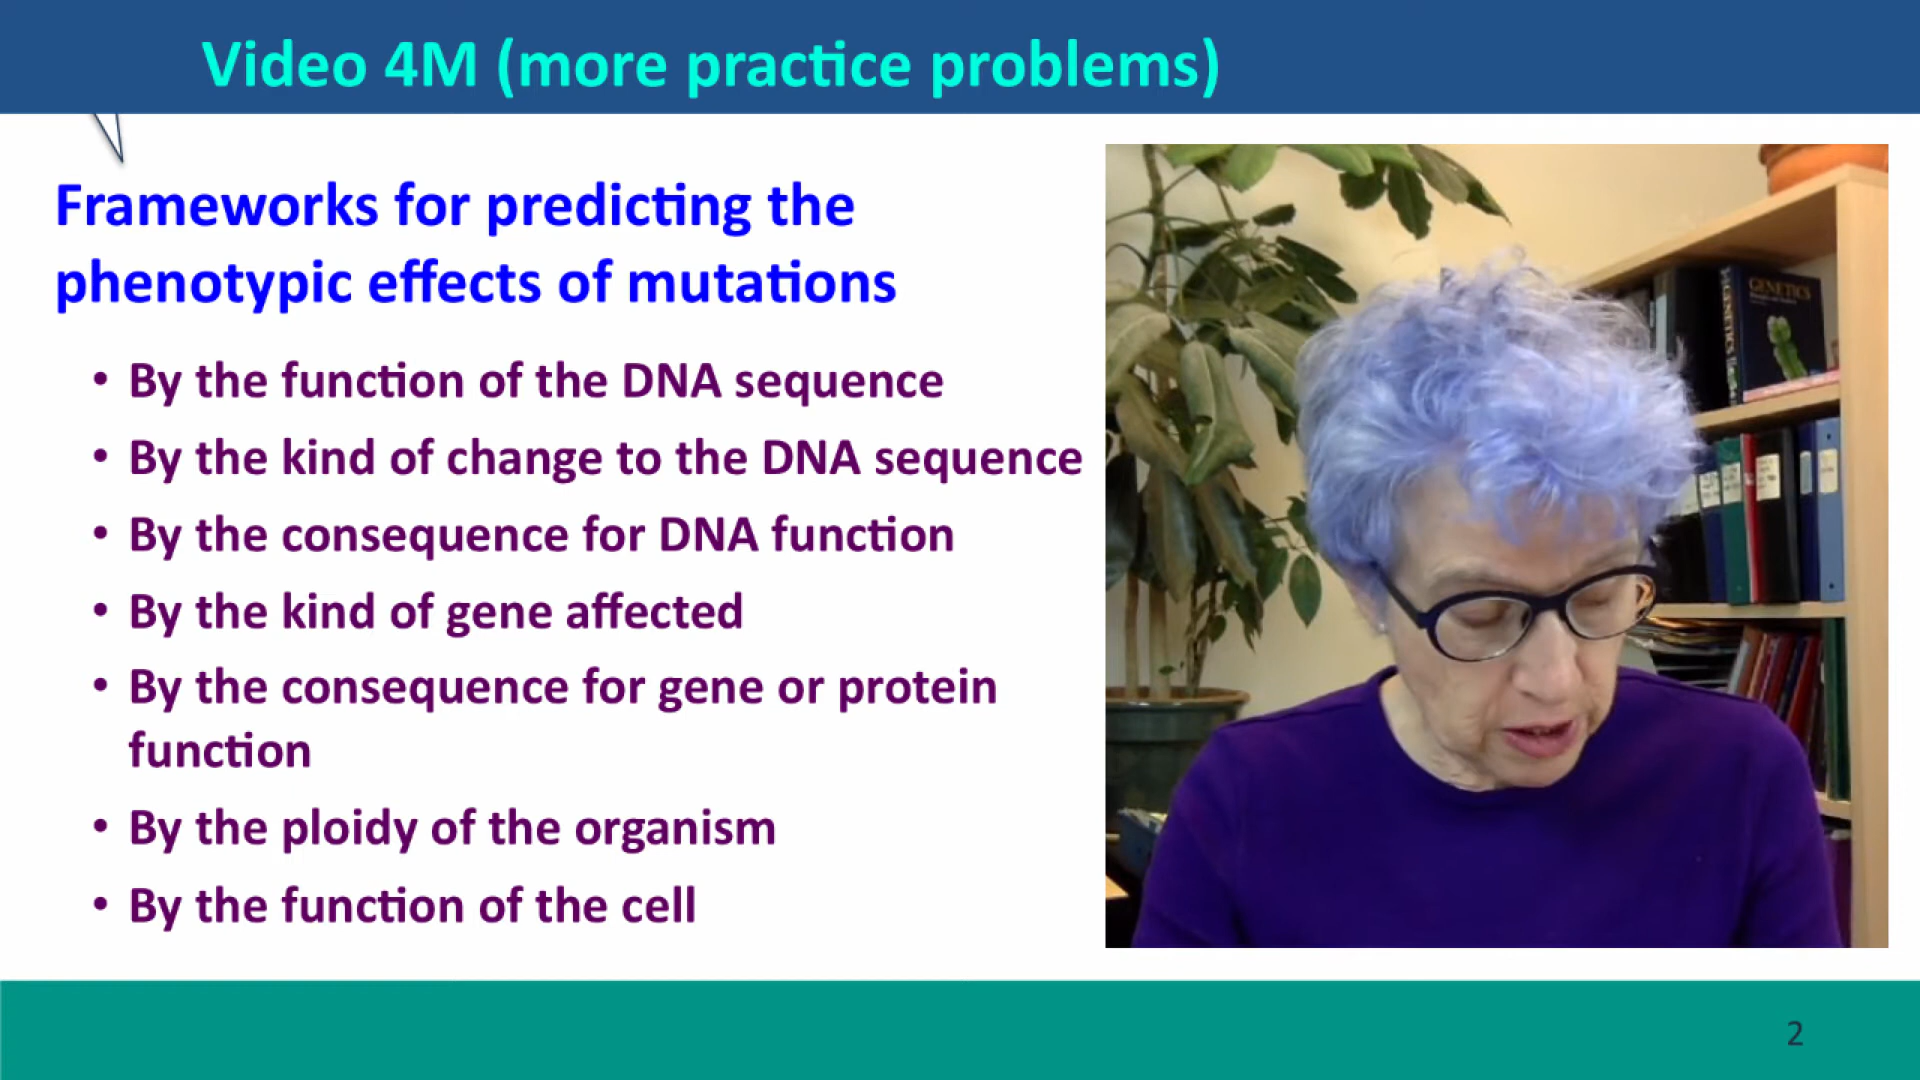 Video 4M (more practice problems)
Frameworks for predicting the
phenotypic effects of mutations
• By the function of the DNA sequence
• By the kind of change to the DNA sequence
• By the consequence for DNA function
• By the kind of gene affected
• By the consequence for gene or protein
function
• By the ploidy of the organism
• By the function of the cell
GENETICS
2